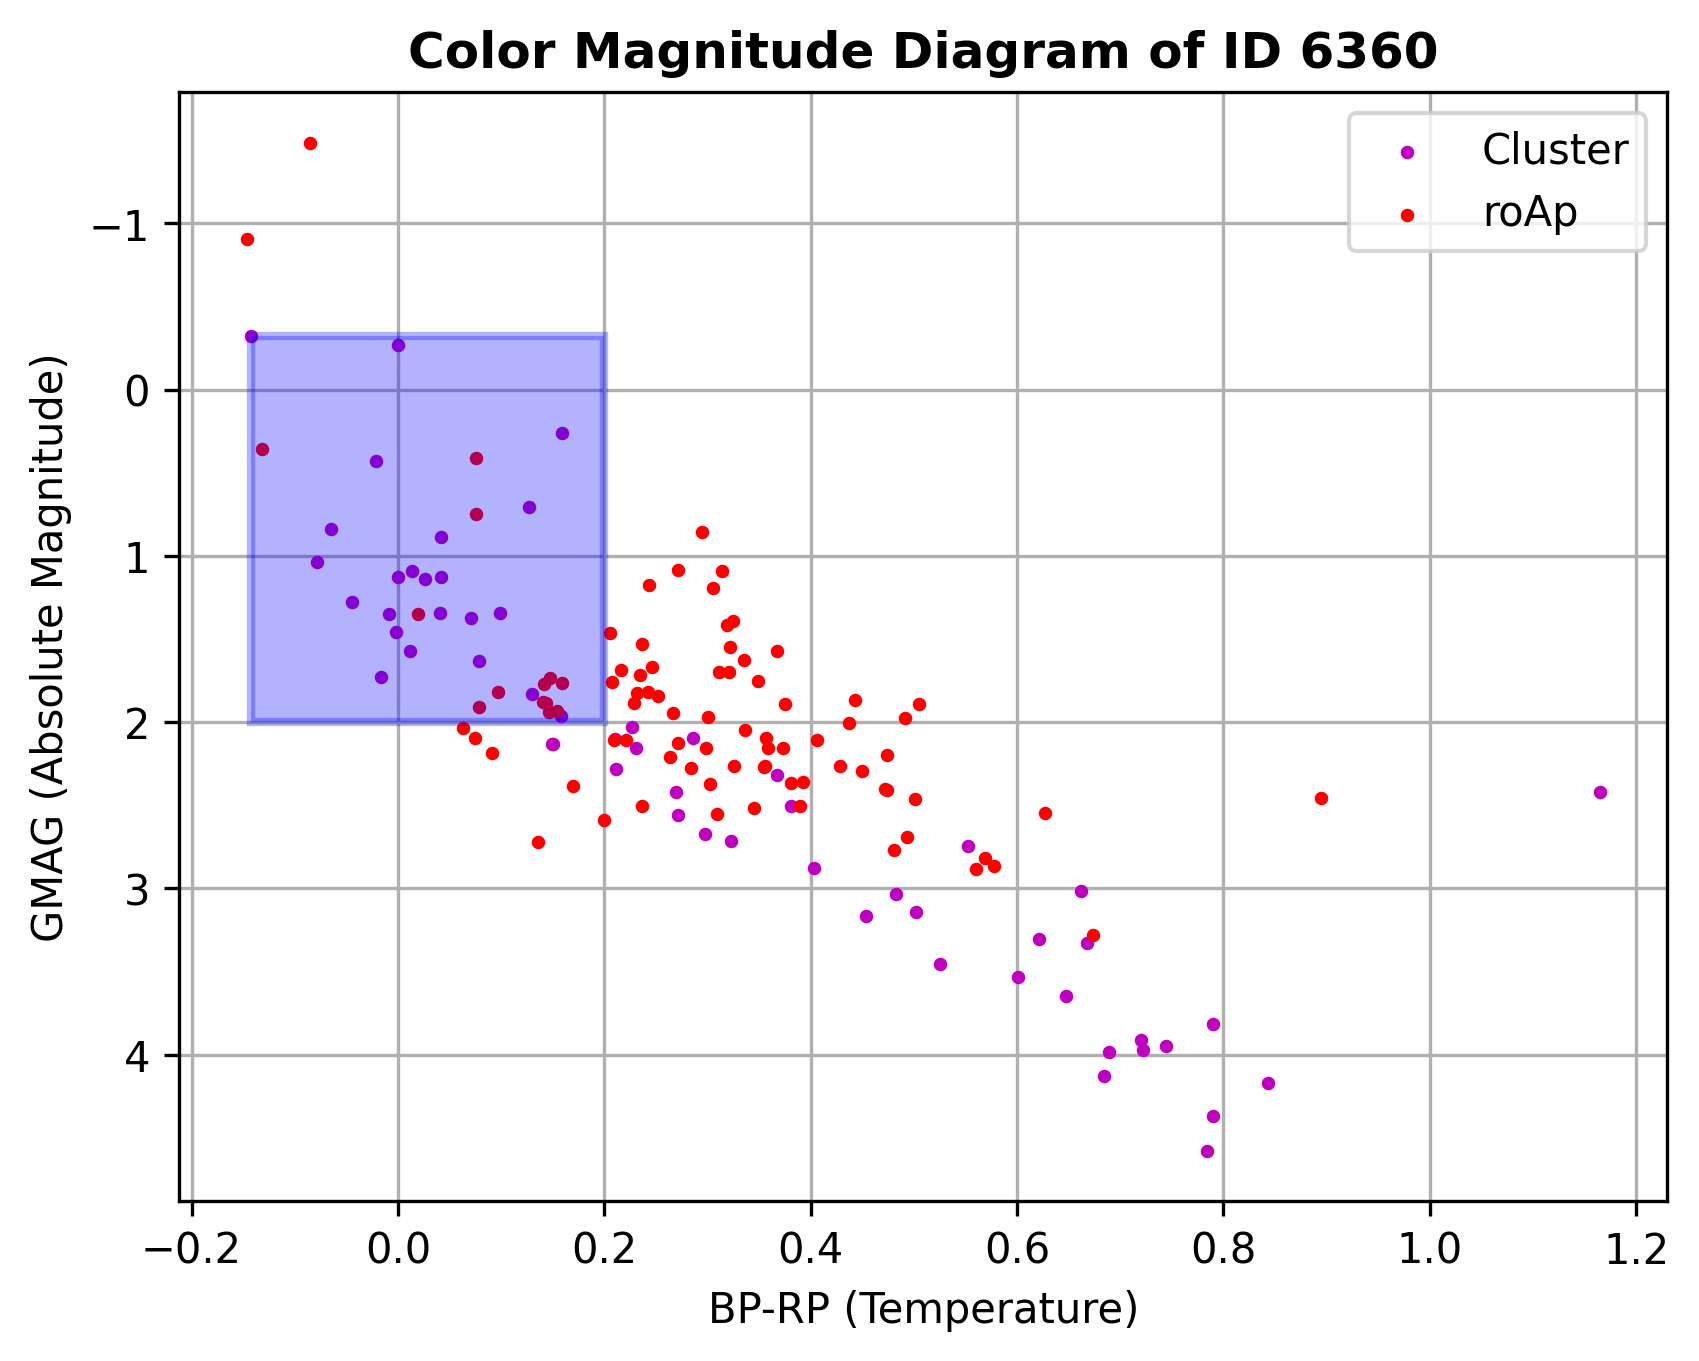 Color Magnitude Diagram of ID 6360
Cluster
roAp
GMAG (Absolute Magnitude)
−1
0
1
2
3
4
−0.2 0.0 0.2 0.4 0.6 0.8 1.0 1.2
BP-RP (Temperature)